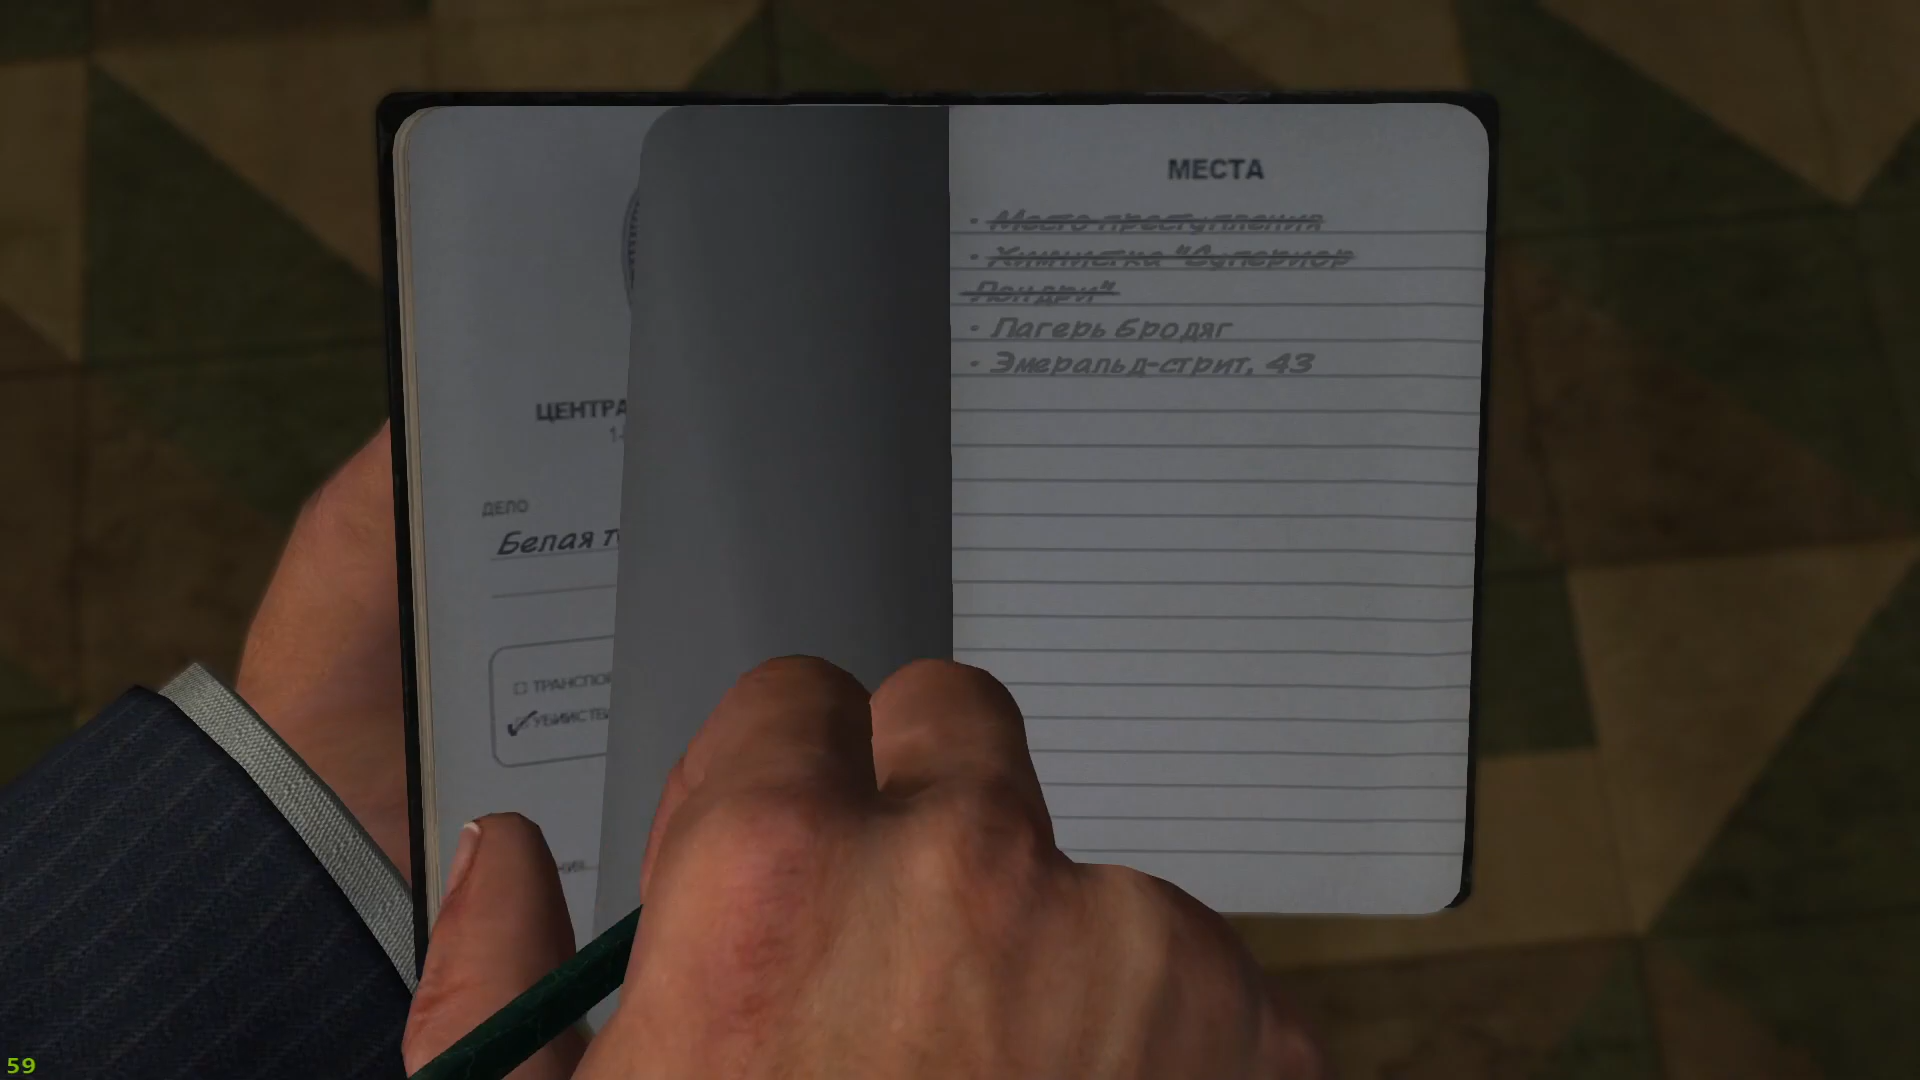 ЦЕНТРА
ДЕЛО
Белая т
ТРАНСПО
УБИЙСТВ
МЕСТА
• Место преступления
• Химчистка "Супериор
Лондри"
• Лагерь бродяг
• Эмеральд-стрит, 43
59